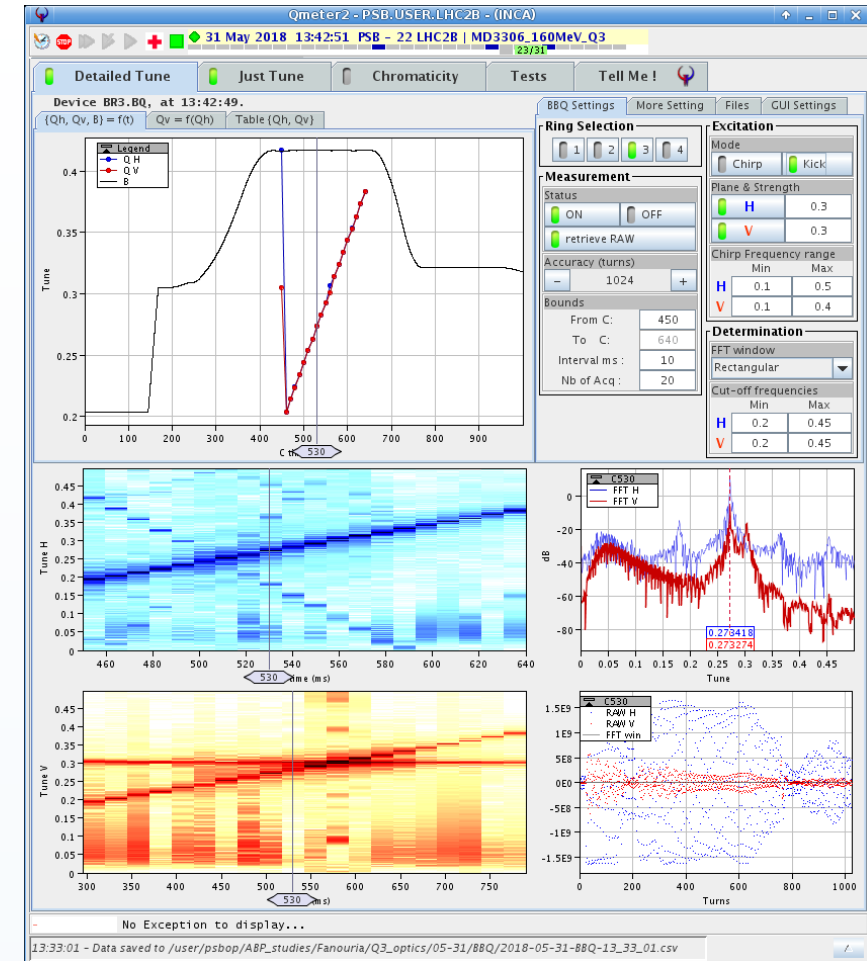 Qmeter2 - PSB.USER.LHC2B - (INCA)
STOP 31 May 2018 13:42:51 PSB - 22 LHC2B | MD3306_160MeV_Q3
23/31
Detailed Tune Just Tune Chromaticity Tests Tell Me !
Device BR3.BQ, at 13:42:49.
{Qh, Qv, B} = f(t) Qv = f(Qh) Table {Qh, Qv}
Legend
Q H
Q V
B
Tune
0.4
0.35
0.3
0.25
0.2
0 100 200 300 400 500 600 700 800 900
530
BBQ Settings More Setting Files GUI Settings
Ring Selection
1 2 3 4
Measurement
Status
ON OFF
retrieve RAW
Accuracy (turns)
- 1024 +
Bounds
From C: 450
To C: 640
Interval ms : 10
Nb of Acq : 20
Excitation
Mode
Chirp Kick
Plane & Strength
H 0.3
V 0.3
Chirp Frequency range
Min Max
H 0.1 0.5
V 0.1 0.4
Determination
FFT window
Rectangular
Cut-off frequencies
Min Max
H 0.2 0.45
V 0.2 0.45
Tune H
0.45
0.4
0.35
0.3
0.25
0.2
0.15
0.1
0.05
0
460 480 500 520 540 560 580 600 620 640
530 (ms)
C530
FFT H
FFT V
dB
0
-20
-40
-60
-80
0.273418
0.273274
0 0.05 0.1 0.15 0.2 0.25 0.3 0.35 0.4 0.45
Tune
Tune V
0.45
0.4
0.35
0.3
0.25
0.2
0.15
0.1
0.05
0
300 350 400 450 500 550 600 650 700 750
530
C530
RAW H
RAW V
FFT win
1.5E9
1E9
5E8
0E0
-5E8
-1E9
-1.5E9
0 200 400 600 800 1000
Turns
- No Exception to display...
13:33:01 - Data saved to /user/psbop/ABP_studies/Fanouria/Q3_optics/05-31/BBQ/2018-05-31-BBQ-13_33_01.csv